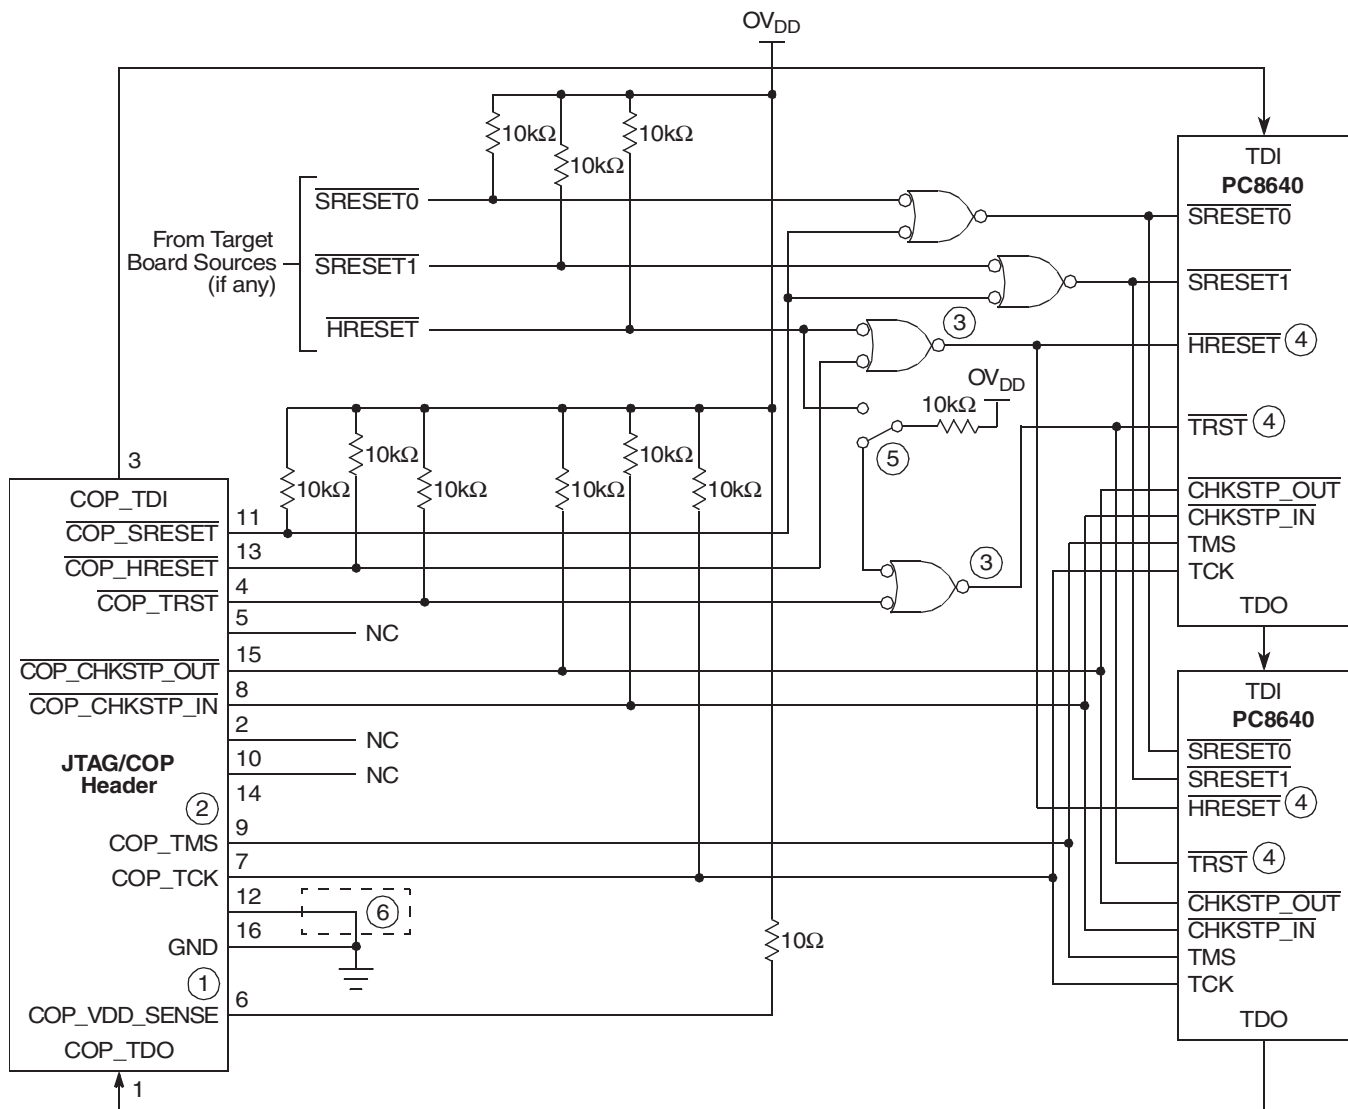 OVDD
10kΩ
10kΩ
10kΩ
From Target
Board Sources
(if any)
SRESET0
SRESET1
HRESET
3
OVDD
10kΩ
5
3
10kΩ
10kΩ
10kΩ
10kΩ
10kΩ
10kΩ
3
COP_TDI
COP_SRESET
11
COP_HRESET
13
COP_TRST
4
5
NC
COP_CHKSTP_OUT
15
COP_CHKSTP_IN
8
2
NC
10
NC
JTAG/COP
Header
14
2
COP_TMS
9
COP_TCK
7
12
6
GND
16
1
COP_VDD_SENSE
6
10Ω
COP_TDO
1
TDI
PC8640
SRESET0
SRESET1
HRESET 4
TRST 4
CHKSTP_OUT
CHKSTP_IN
TMS
TCK
TDO
TDI
PC8640
SRESET0
SRESET1
HRESET 4
TRST 4
CHKSTP_OUT
CHKSTP_IN
TMS
TCK
TDO